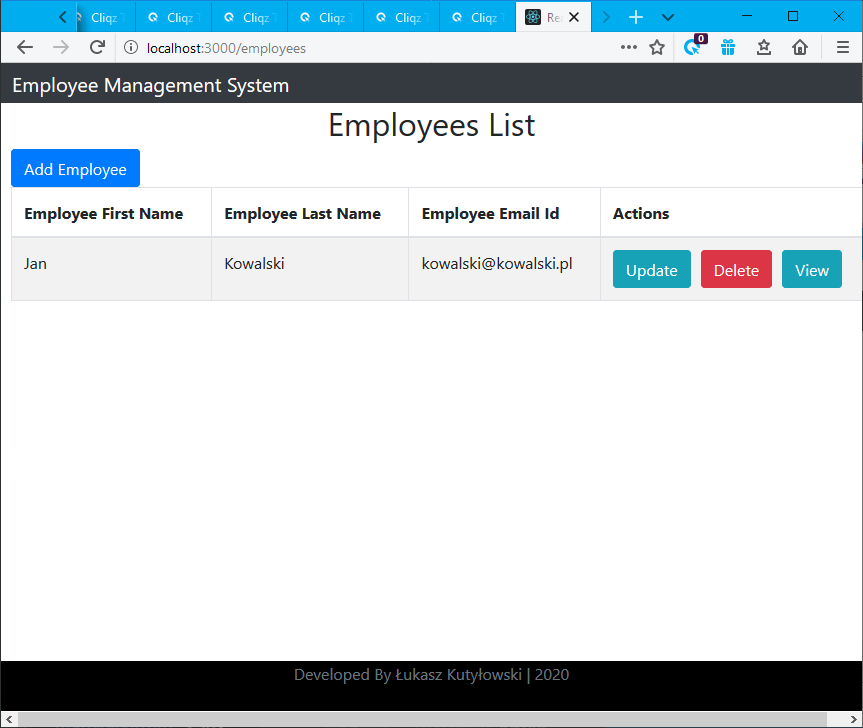 Cliqz Cliqz Cliqz Cliqz Cliqz Cliqz Re
localhost:3000/employees 0
Employee Management System
Employees List
Add Employee
Employee First Name Employee Last Name Employee Email Id Actions
Jan Kowalski kowalski@kowalski.pl Update Delete View
Developed By Łukasz Kutyłowski | 2020